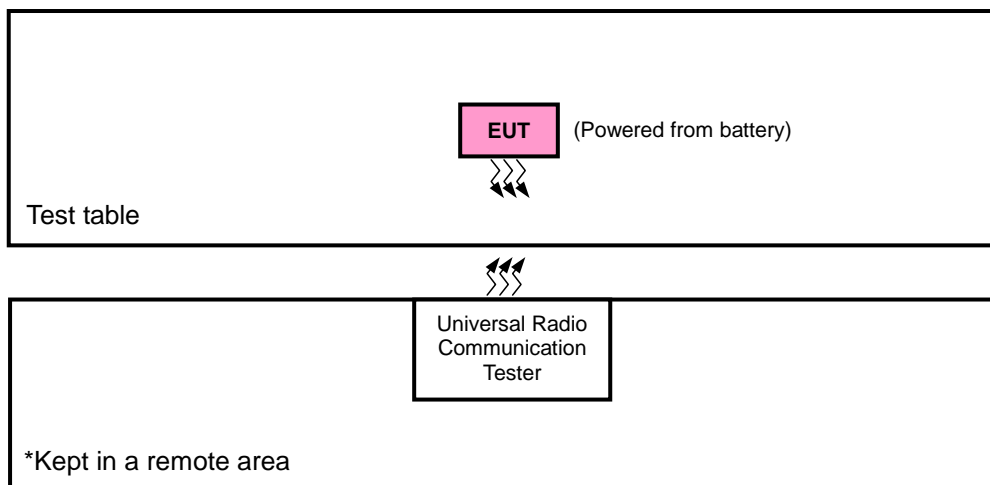 EUT
(Powered from battery)
Test table
Universal Radio
Communication
Tester
*Kept in a remote area